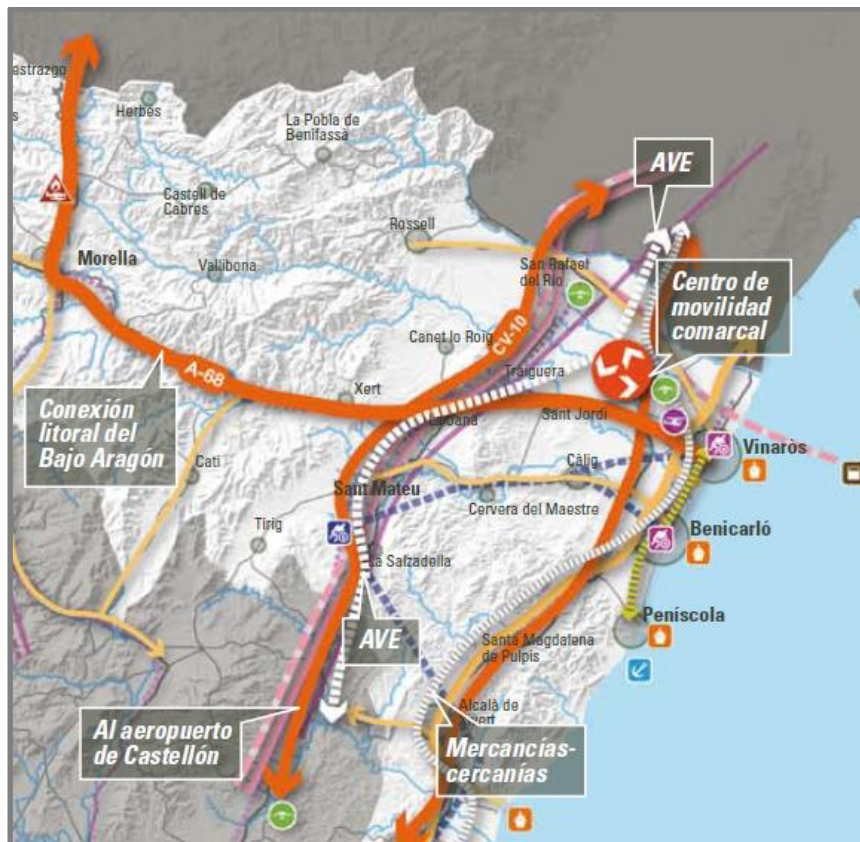 estrazgo
Herbés
La Pobla de
Benifassà
AVE
Castell de
Cabres
Rossell
Morella
Vallibona
San Rafael
del Río
Centro de
movilidad
comarcal
CV-10
Canet lo Roig
A-68
Traiguera
Xert
Conexión
litoral del
Bajo Aragón
Sant Jordi
Vinaròs
Catí
Càlig
Sant Mateu
Cervera del Maestre
Tirig
Benicarló
La Salzadella
Peníscola
AVE
Santa Magdalena
de Pulpis
Alcalà de
Al aeropuerto
de Castellón
Mercancías-
cercanías